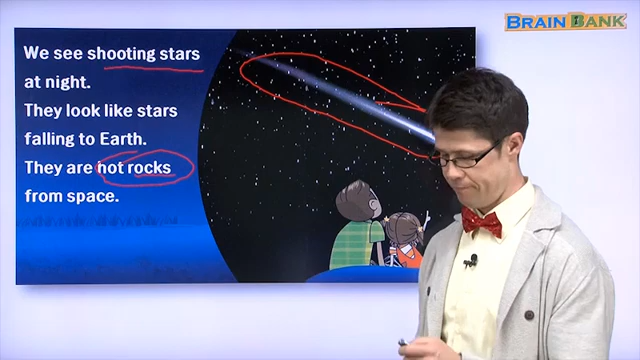 BRAIN BANK
We see shooting stars
at night.
They look like stars
falling to Earth.
They are hot rocks
from space.